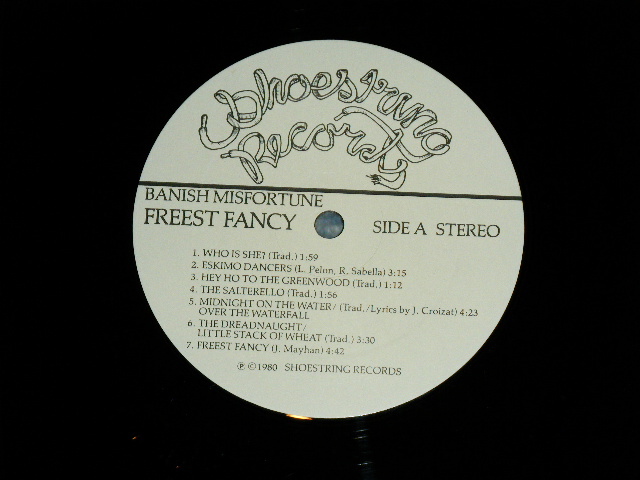 Shoestring
Records
BANISH MISFORTUNE
FREEST FANCY
SIDE A STEREO
1. WHO IS SHE? (Trad.) 1:59
2. ESKIMO DANCERS (L. Pelon, R. Sabella) 3:15
3. HEY HO TO THE GREENWOOD (Trad.) 1:12
4. THE SALTERELLO (Trad.) 1:56
5. MIDNIGHT ON THE WATER/ (Trad./Lyrics by J. Croizat) 4:23
OVER THE WATERFALL
6. THE DREADNAUGHT/
LITTLE STACK OF WHEAT (Trad.) 3:30
7. FREEST FANCY (J. Mayhan) 4:42
℗ ©1980 SHOESTRING RECORDS